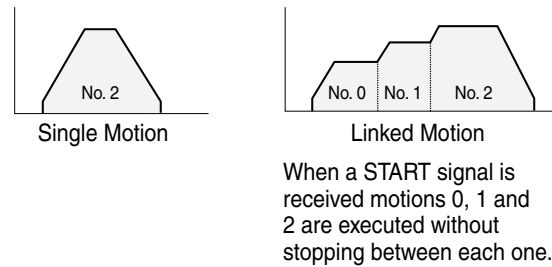 No. 2
Single Motion
No. 0 No. 1 No. 2
Linked Motion
When a START signal is
received motions 0, 1 and
2 are executed without
stopping between each one.